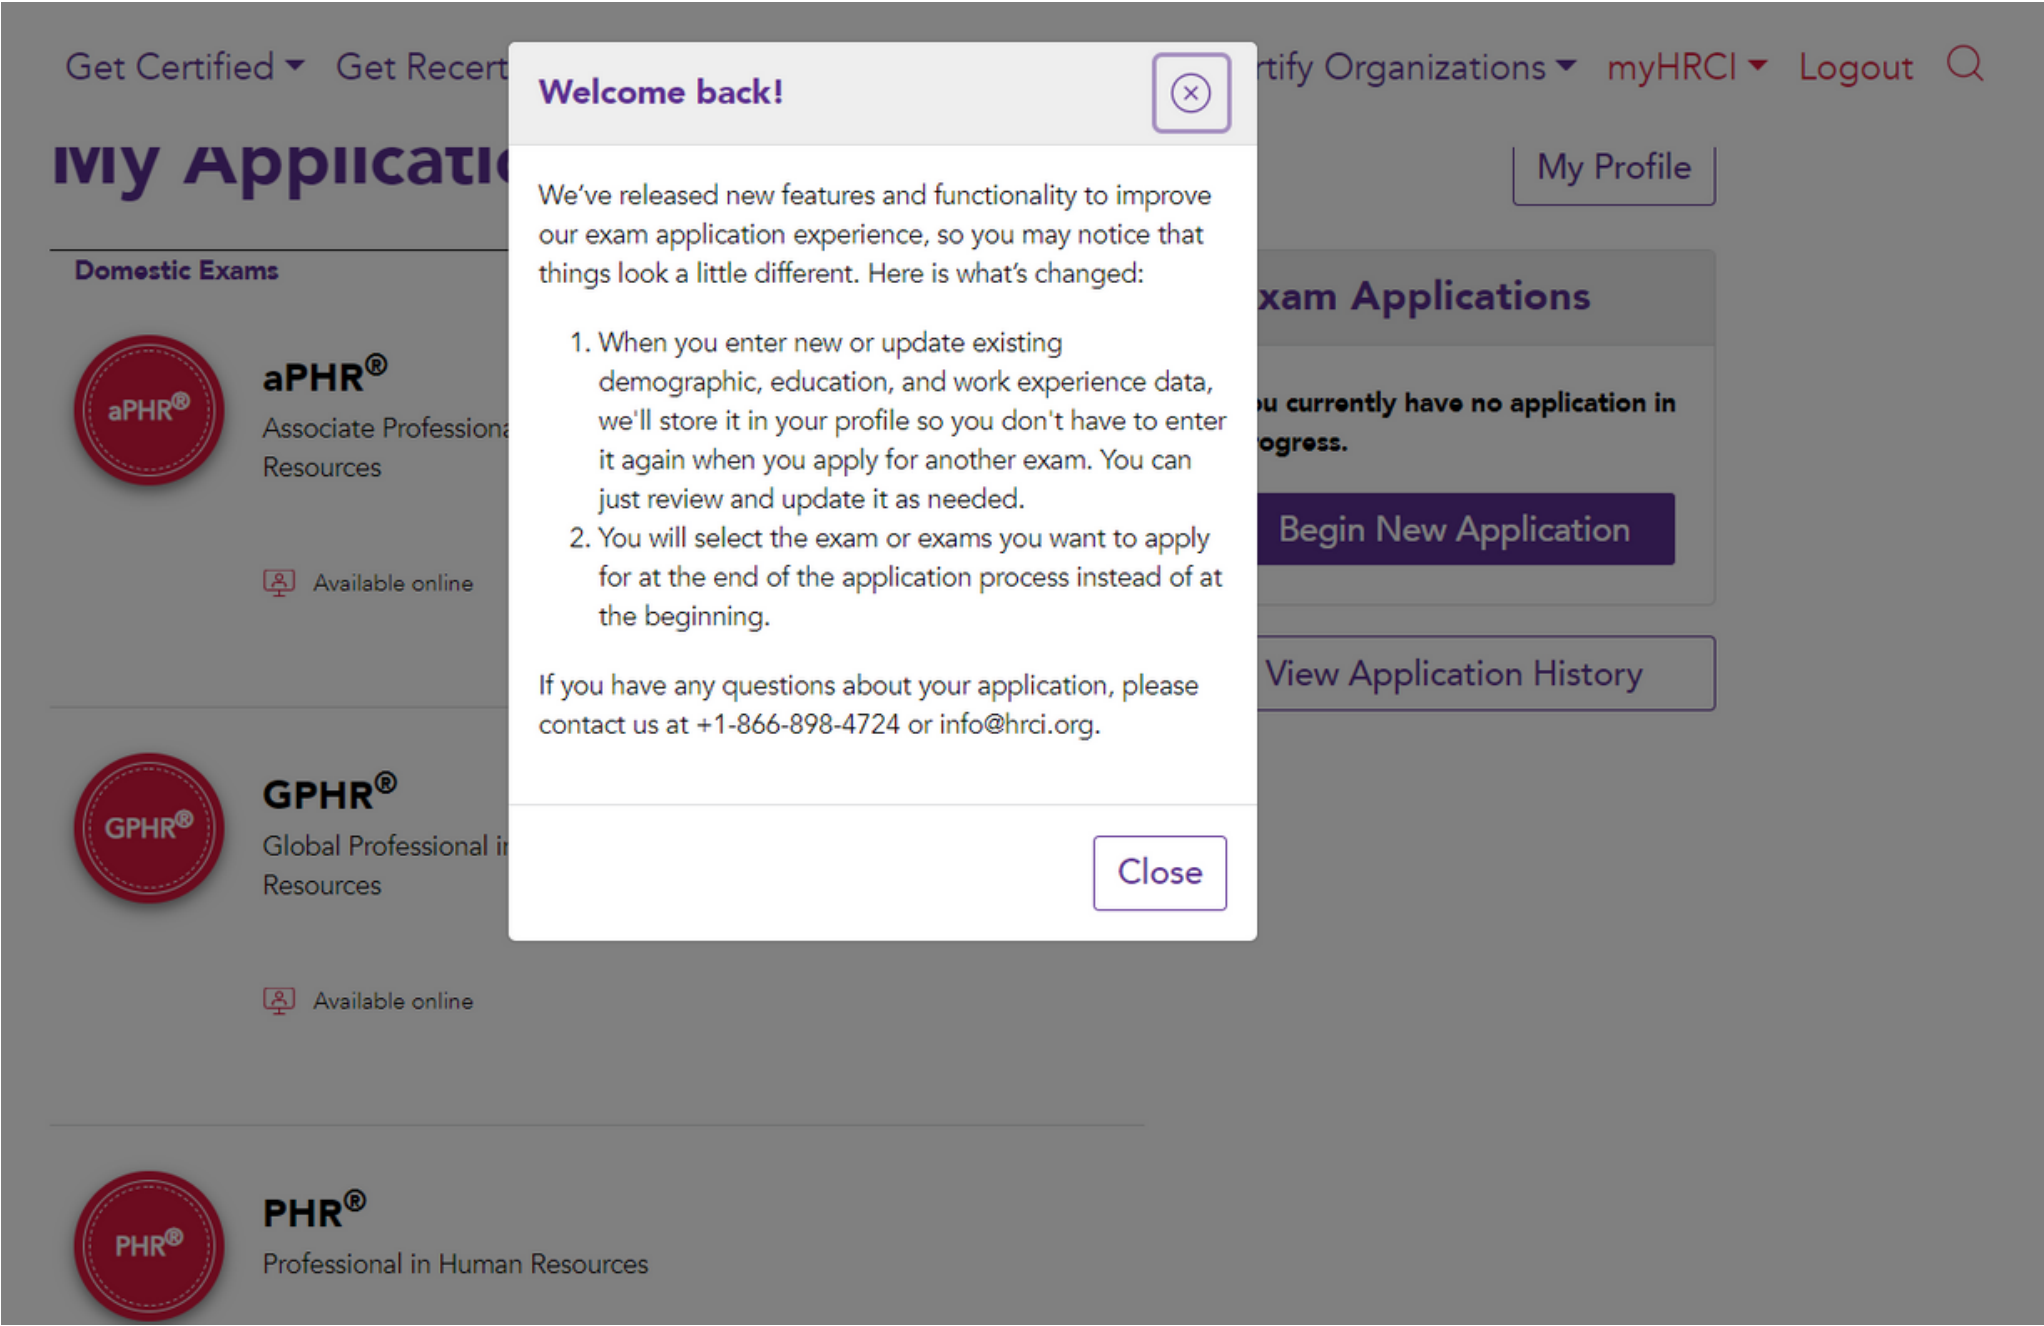 Get Certified Get Recert
Organizations myHRCI Logout
My
My Profile
Domestic Exams
aPHR®
aPHR®
Associate
Resources
Available online
GPHR®
GPHR®
Global Professional
Resources
Available online
PHR®
PHR®
Professional in Human Resources
Welcome back!
We've released new features and functionality to improve
our exam application experience, so you may notice that
things look a little different. Here is what's changed:
1. When you enter new or update existing
demographic, education, and work experience data,
we'll store it in your profile so you don't have to enter
it again when you apply for another exam. You can
just review and update it as needed.
2. You will select the exam or exams you want to apply
for at the end of the application process instead of at
the beginning.
If you have any questions about your application, please
contact us at +1-866-898-4724 or info@hrci.org.
Close
xam Applications
u currently have no application in
ogress.
Begin New Application
View Application History